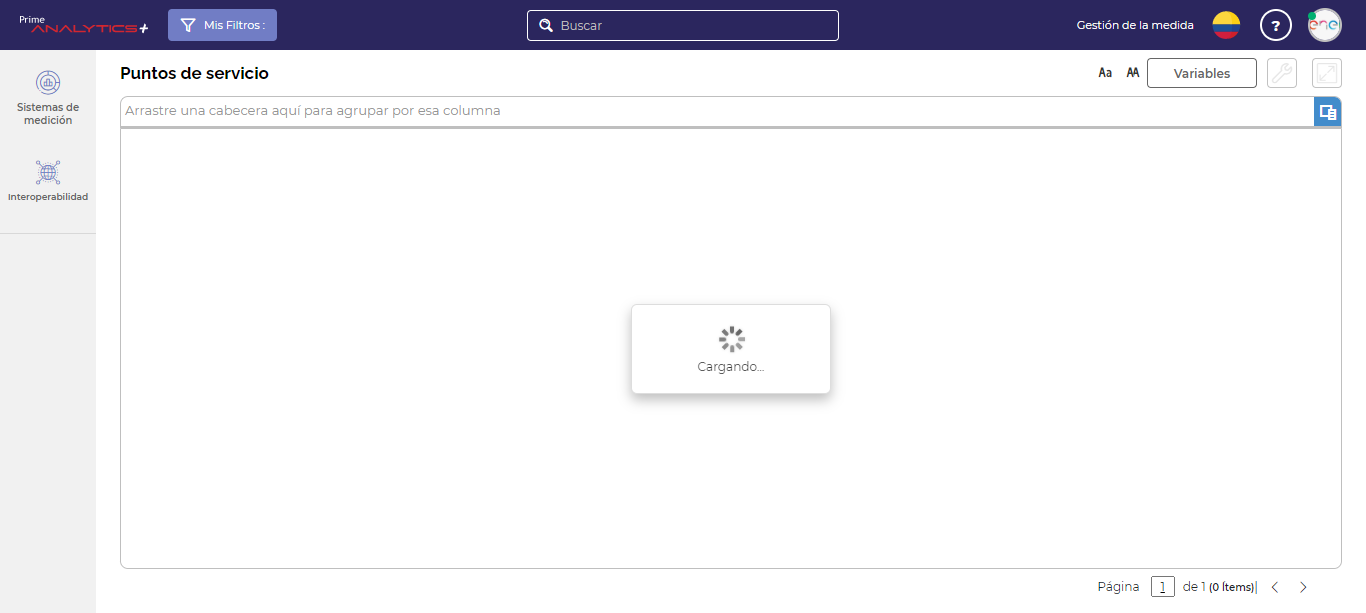 Prime
ANALYTICS+
Mis Filtros :
Buscar
Gestión de la medida
?
ene
Sistemas de
medición
Interoperabilidad
Puntos de servicio
Aa
AA
Variables
Arrastre una cabecera aquí para agrupar por esa columna
Cargando...
Página 1 de 1 (0 Ítems)|